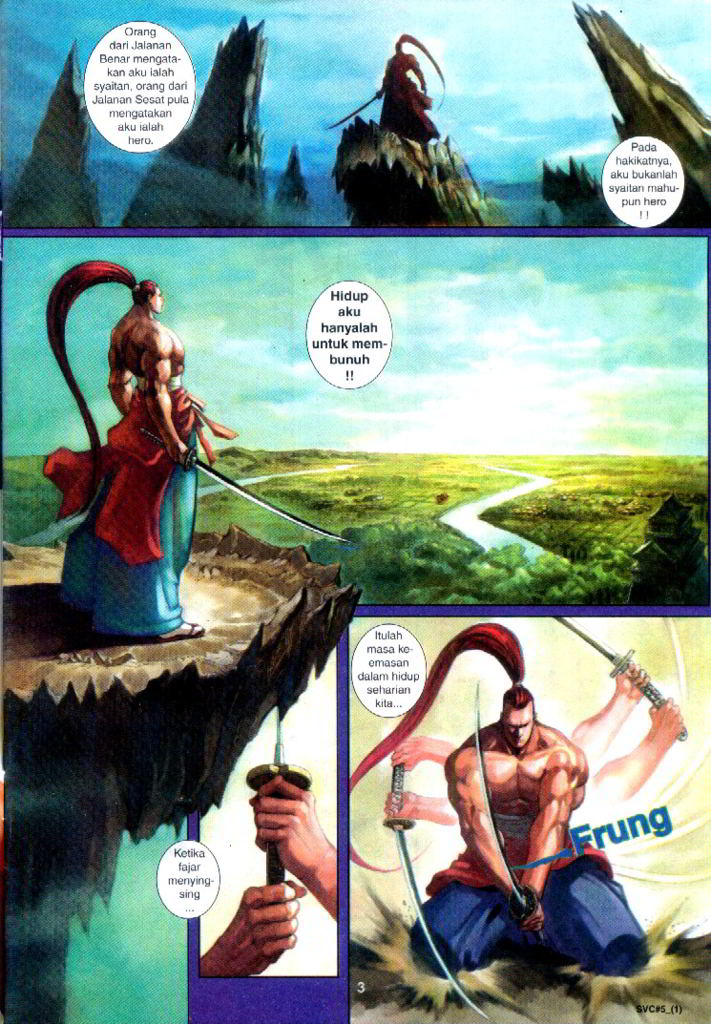 Orang
dari Jalanan
Benar mengata-
kan aku ialah
syaitan, orang dari
Jalanan Sesat pula
mengatakan
aku ialah
hero.
Pada
hakikatnya,
aku bukanlah
syaitan mahu-
pun hero
! !
Hidup
aku
hanyalah
untuk mem-
bunuh
!!
Ketika
fajar
menying-
sing
...
Itulah
masa ke-
emasan
dalam hidup
seharian
kita...
Frung
3
SVC#5_(1)